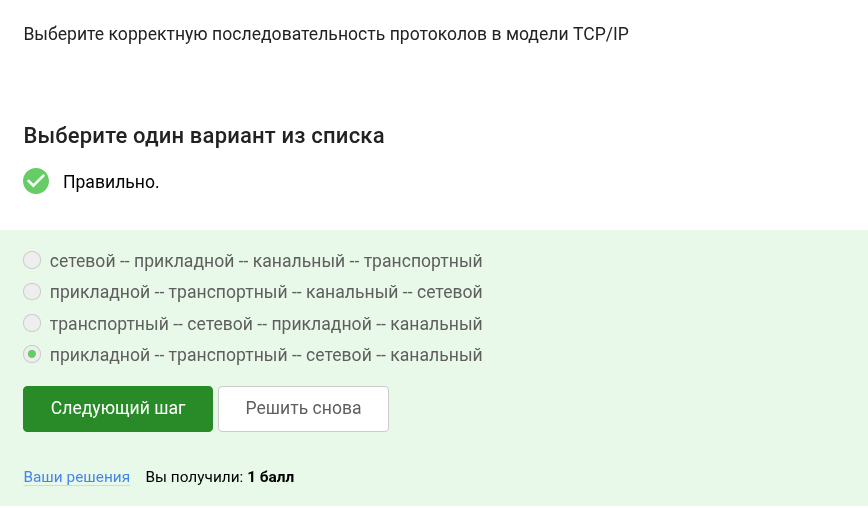 Выберите корректную последовательность протоколов в модели TCP/IP
Выберите один вариант из списка
Правильно.
сетевой -- прикладной -- канальный -- транспортный
прикладной -- транспортный -- канальный -- сетевой
транспортный -- сетевой -- прикладной -- канальный
прикладной -- транспортный -- сетевой -- канальный
Следующий шаг Решить снова
Ваши решения Вы получили: 1 балл